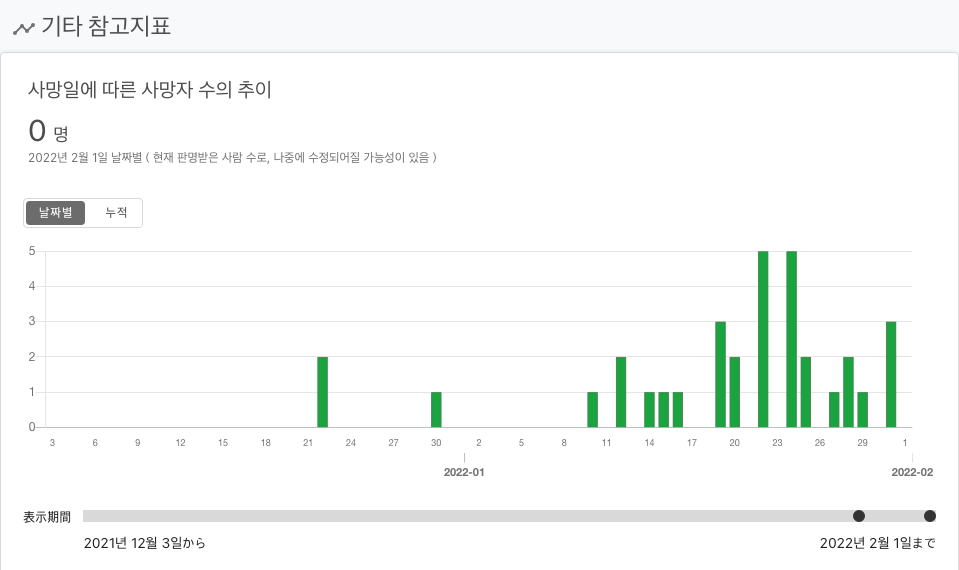 기타 참고지표
사망일에 따른 사망자 수의 추이
0 명
2022년 2월 1일 날짜별 ( 현재 판명받은 사람 수로, 나중에 수정되어질 가능성이 있음 )
날짜별 누적
5
4
3
2
1
0
3 6 9 12 15 18 21 24 27 30 2 5 8 11 14 17 20 23 26 29 1
2022-01 2022-02
表示期間
2021년 12월 3일から 2022년 2월 1일まで